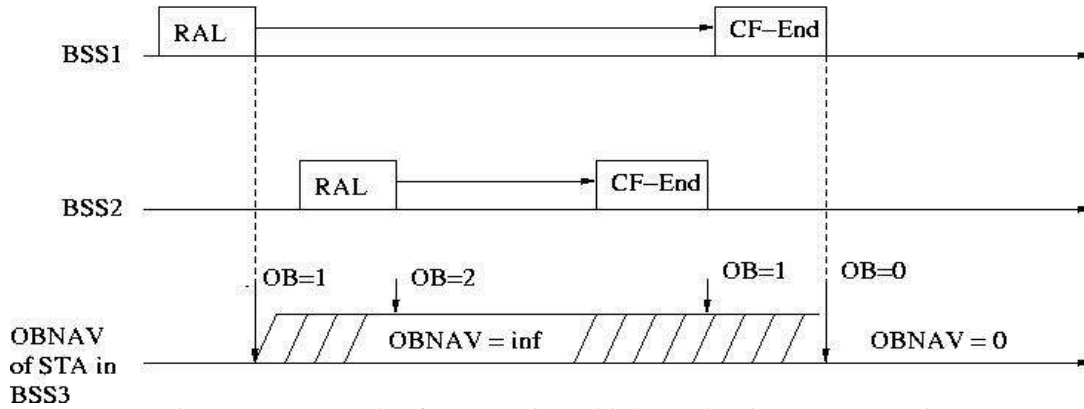 RAL
CF-End
BSS1
RAL
CF-End
BSS2
OB=1
OB=2
OB=1
OB=0
OBNAV
of STA in
BSS3
OBNAV = inf
OBNAV = 0